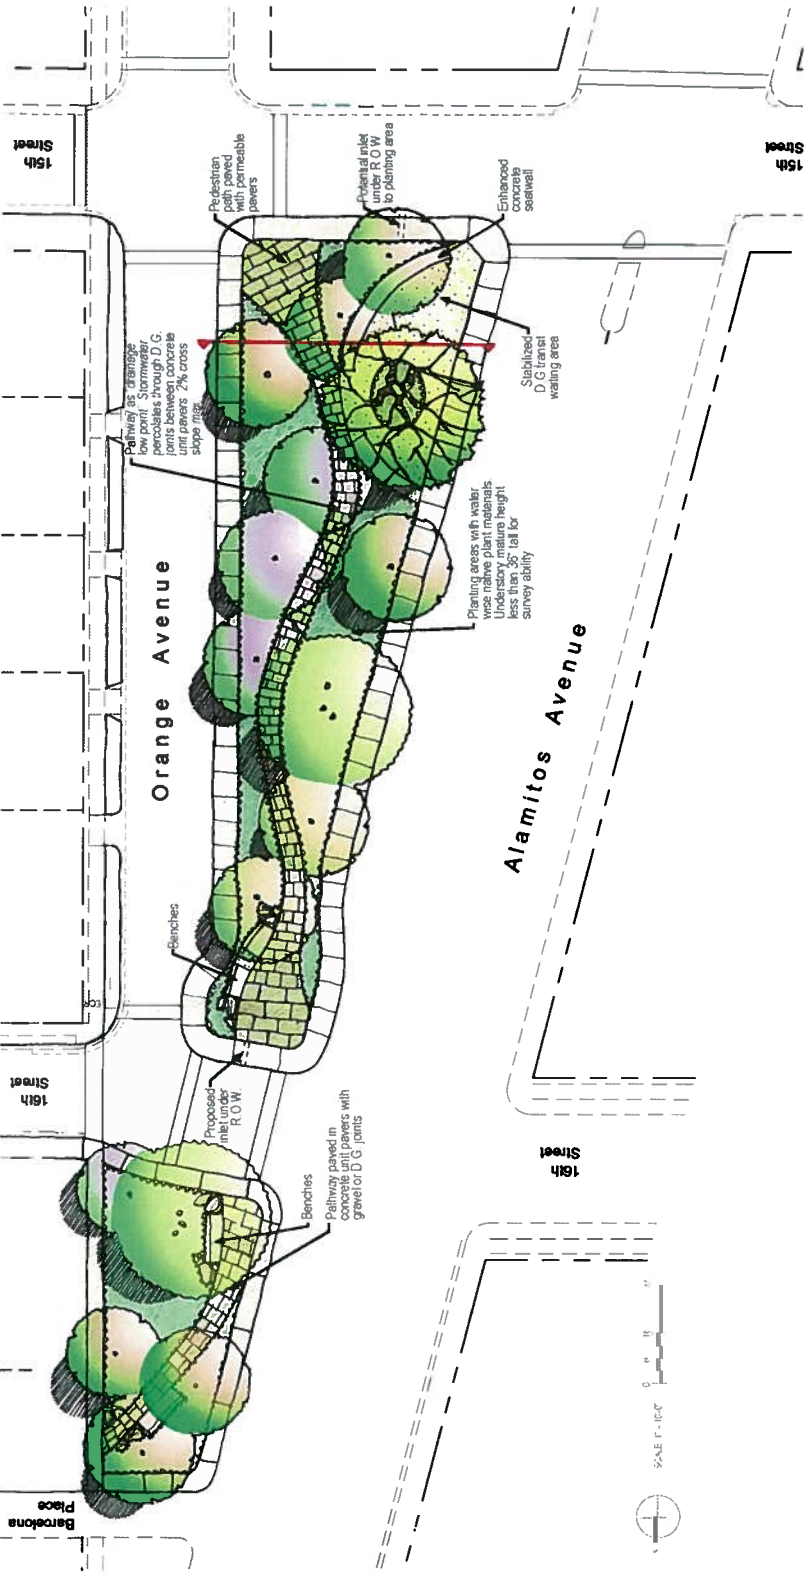 15th
Street
15th
Street
Pedestrian
path paved
with permeable
pavers
Potential inlet
under R O W
to planting area
Enhanced
concrete
seatwall
Pathway as drainage
low point Stormwater
percolates through D.G.
joints between concrete
unit pavers 2% cross
slope max
Stabilized
D G transit
waiting area
Planting areas with water
wise native plant materials
Understory mature height
less than 36" tall for
survey ability
Orange Avenue
Alamitos Avenue
Benches
ECR
16th
Street
Proposed
inlet under
R.O.W.
Benches
Pathway paved in
concrete unit pavers with
gravel or D G joints
16th
Street
Barcelona
Place
0